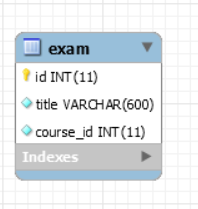 exam
id INT(11)
title VARCHAR(600)
course_id INT(11)
Indexes